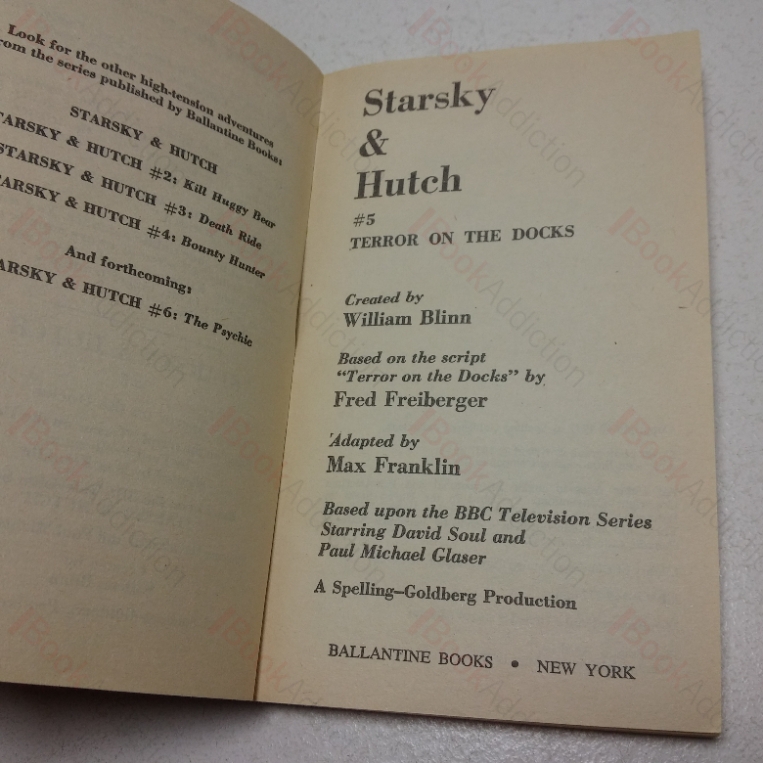 Look for the other high-tension adventures
from the series published by Ballantine Books:
STARSKY & HUTCH
STARSKY & HUTCH #2: Kill Huggy Bear
STARSKY & HUTCH #3: Death Ride
STARSKY & HUTCH #4: Bounty Hunter
And forthcoming:
STARSKY & HUTCH #6: The Psychic
Starsky
&
Hutch
#5
TERROR ON THE DOCKS
Created by
William Blinn
Based on the script
"Terror on the Docks" by
Fred Freiberger
Adapted by
Max Franklin
Based upon the BBC Television Series
Starring David Soul and
Paul Michael Glaser
A Spelling–Goldberg Production
BALLANTINE BOOKS • NEW YORK
BookAddiction